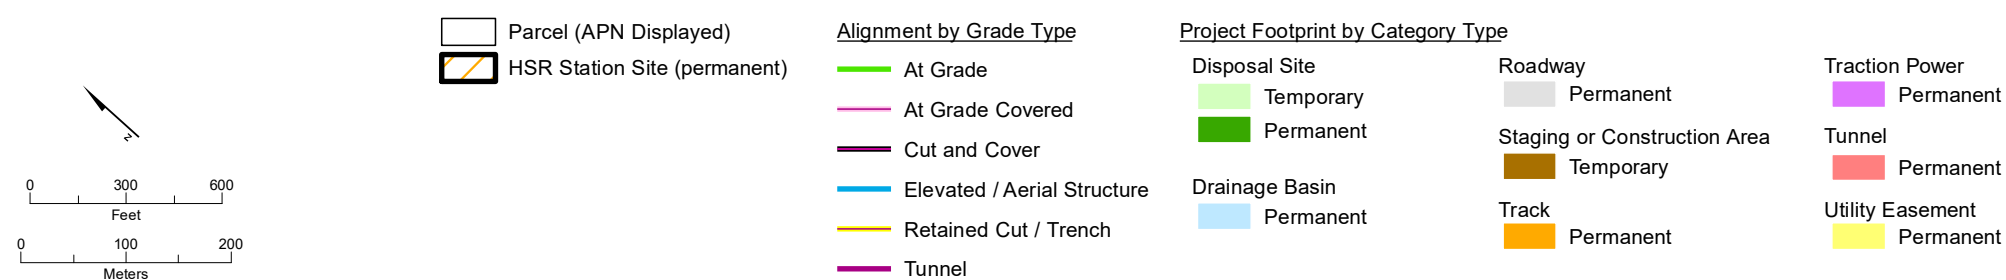 Parcel (APN Displayed)
HSR Station Site (permanent)
z
0 300 600
Feet
0 100 200
Meters
Alignment by Grade Type
At Grade
At Grade Covered
Cut and Cover
Elevated / Aerial Structure
Retained Cut / Trench
Tunnel
Project Footprint by Category Type
Disposal Site
Temporary
Permanent
Drainage Basin
Permanent
Roadway
Permanent
Staging or Construction Area
Temporary
Track
Permanent
Traction Power
Permanent
Tunnel
Permanent
Utility Easement
Permanent